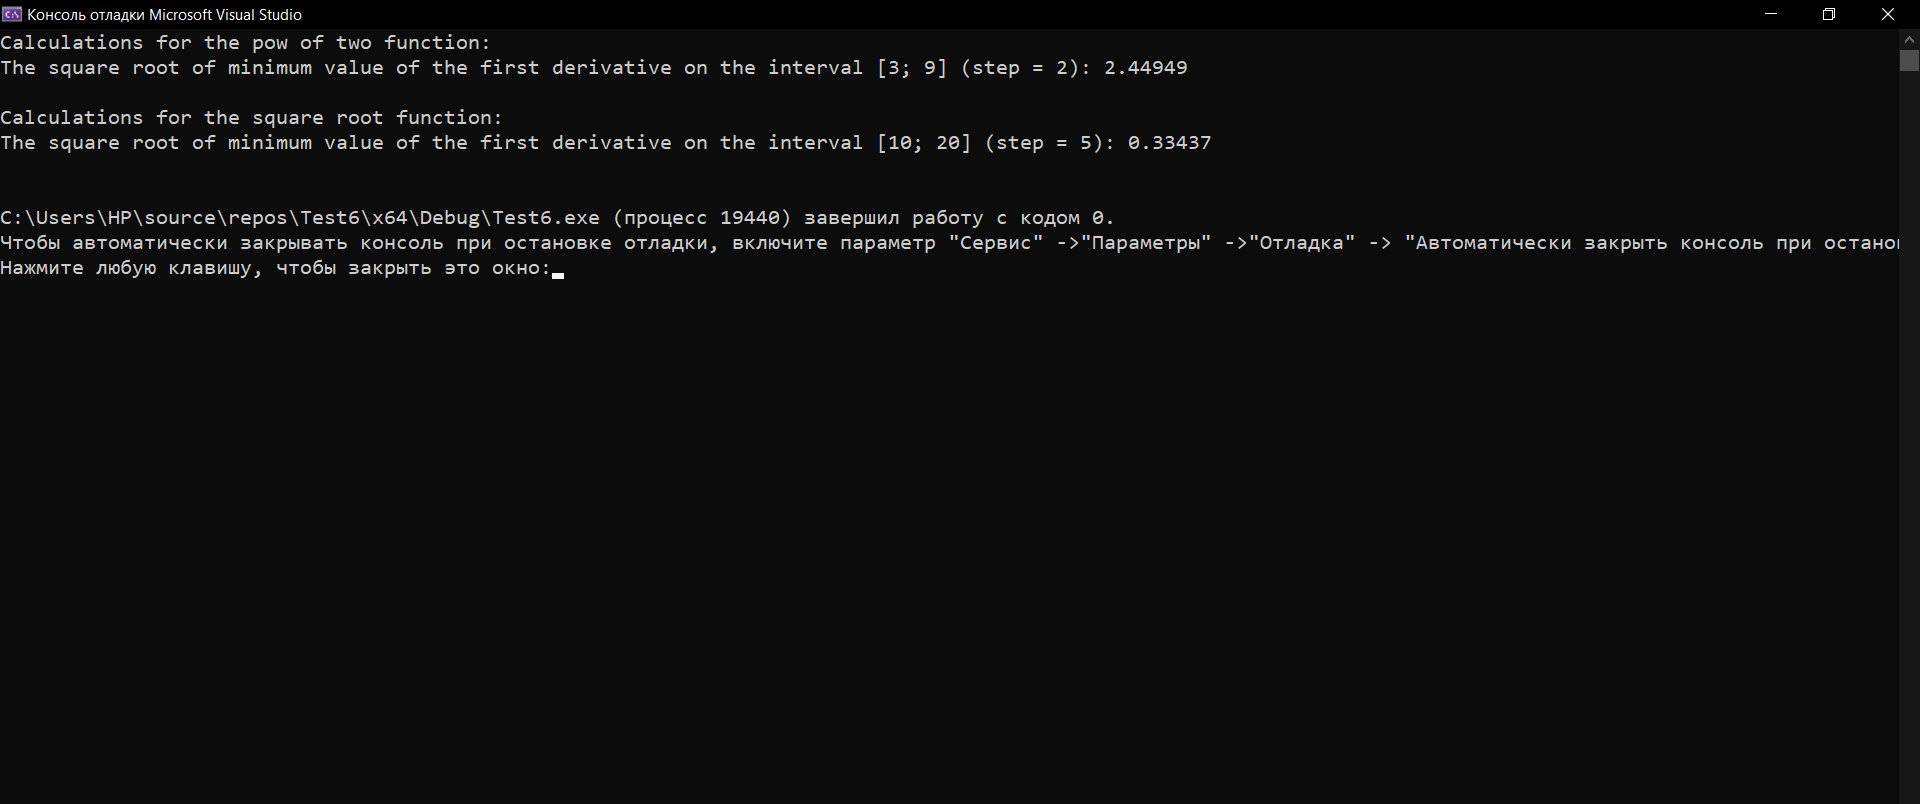 Консоль отладки Microsoft Visual Studio
Calculations for the pow of two function:
The square root of minimum value of the first derivative on the interval [3; 9] (step = 2): 2.44949
Calculations for the square root function:
The square root of minimum value of the first derivative on the interval [10; 20] (step = 5): 0.33437
C:\Users\HP\source\repos\Test6\x64\Debug\Test6.exe (процесс 19440) завершил работу с кодом 0.
Чтобы автоматически закрывать консоль при остановке отладки, включите параметр "Сервис" ->"Параметры" ->"Отладка" -> "Автоматически закрыть консоль при останов
Нажмите любую клавишу, чтобы закрыть это окно: